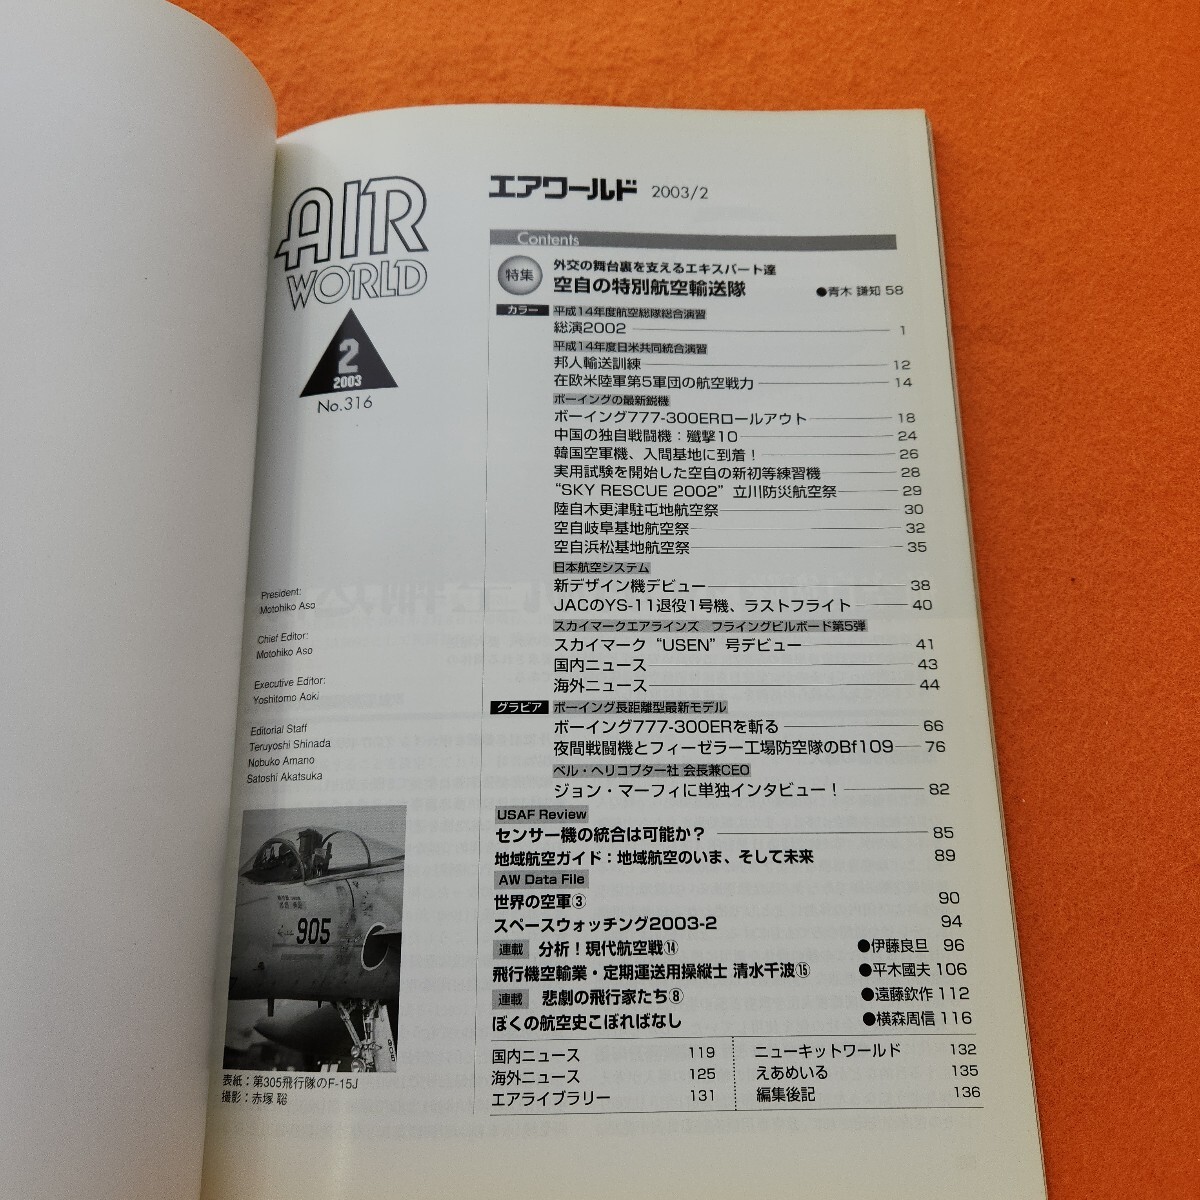 AIR
WORLD
2
2003
No.316
President:
Motohiko Aso
Chief Editor:
Motohiko Aso
Executive Editor:
Yoshitomo Aoki
Editorial Staff
Teruyoshi Shinada
Nobuko Amano
Satoshi Akatsuka
905
表紙：第305飛行隊のF-15J
撮影：赤塚 聡
エアワールド 2003/2
Contents
特集 外交の舞台裏を支えるエキスパート達
空自の特別航空輸送隊 ●青木 謙知 58
カラー 平成14年度航空総隊総合演習
総演2002 1
平成14年度日米共同統合演習
邦人輸送訓練 12
在欧米陸軍第5軍団の航空戦力 14
ボーイングの最新鋭機
ボーイング777-300ERロールアウト 18
中国の独自戦闘機：殲撃10 24
韓国空軍機、入間基地に到着！ 26
実用試験を開始した空自の新初等練習機 28
“SKY RESCUE 2002”立川防災航空祭 29
陸自木更津駐屯地航空祭 30
空自岐阜基地航空祭 32
空自浜松基地航空祭 35
日本航空システム
新デザイン機デビュー 38
JACのYS-11退役1号機、ラストフライト 40
スカイマークエアラインズ フライングビルボード第5弾
スカイマーク“USEN”号デビュー 41
国内ニュース 43
海外ニュース 44
グラビア ボーイング長距離型最新モデル
ボーイング777-300ERを斬る 66
夜間戦闘機とフィーゼラー工場防空隊のBf109 76
ベル・ヘリコプター社 会長兼CEO
ジョン・マーフィに単独インタビュー！ 82
USAF Review
センサー機の統合は可能か？ 85
地域航空ガイド：地域航空のいま、そして未来 89
AW Data File
世界の空軍③ 90
スペースウォッチング2003-2 94
連載 分析！現代航空戦⑭ ●伊藤良旦 96
飛行機空輸業・定期運送用操縦士 清水千波⑮ ●平木國夫 106
連載 悲劇の飛行家たち⑧ ●遠藤欽作 112
ぼくの航空史こぼればなし ●横森周信 116
国内ニュース 119
海外ニュース 125
エアライブラリー 131
ニューキットワールド 132
えあめいる 135
編集後記 136